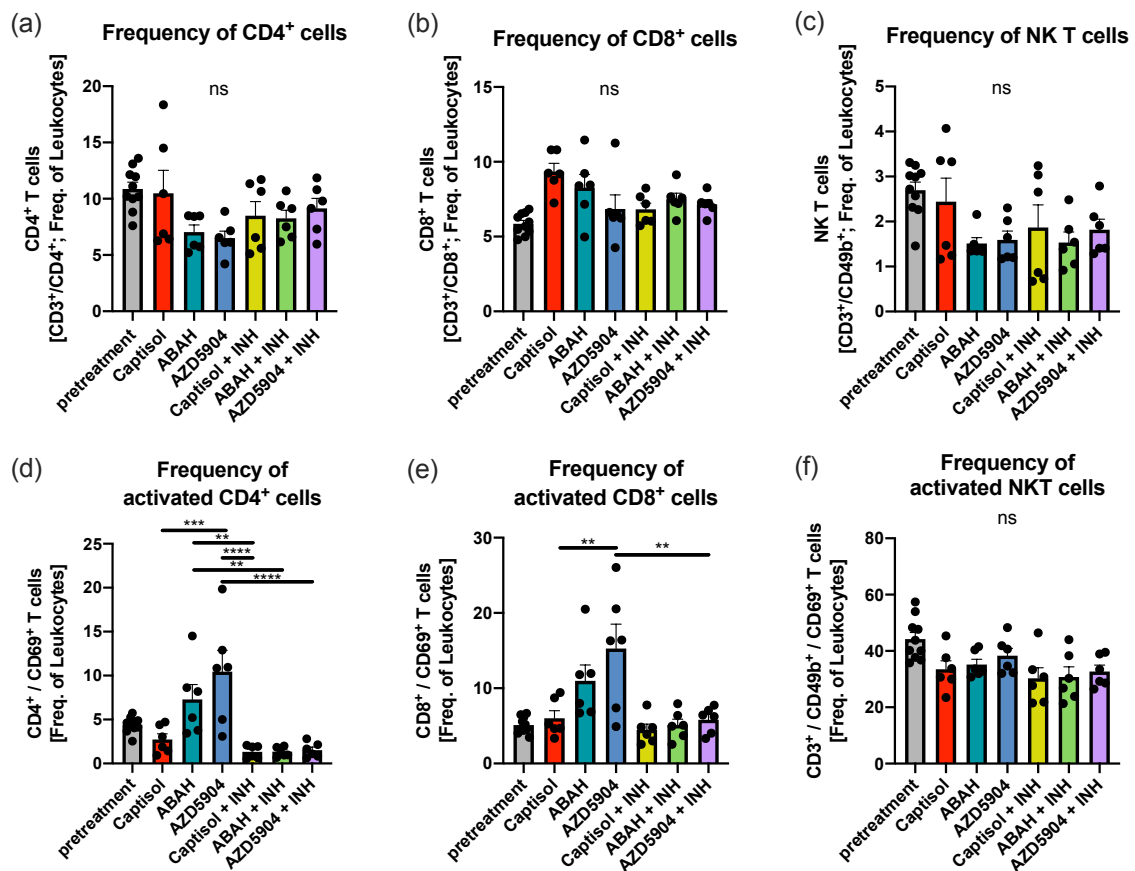 (a)
Frequency of CD4⁺ cells
CD4⁺ T cells
[CD3⁺/CD4⁺; Freq. of Leukocytes]
20
15
10
5
0
ns
pretreatment
Captisol
ABAH
AZD5904
Captisol + INH
ABAH + INH
AZD5904 + INH
(b)
Frequency of CD8⁺ cells
CD8⁺ T cells
[CD3⁺/CD8⁺; Freq. of Leukocytes]
15
10
5
0
ns
pretreatment
Captisol
ABAH
AZD5904
Captisol + INH
ABAH + INH
AZD5904 + INH
(c)
Frequency of NK T cells
NK T cells
[CD3⁺/CD49b⁺; Freq. of Leukocytes]
5
4
3
2
1
0
ns
pretreatment
Captisol
ABAH
AZD5904
Captisol + INH
ABAH + INH
AZD5904 + INH
(d)
Frequency of
activated CD4⁺ cells
CD4⁺ / CD69⁺ T cells
[Freq. of Leukocytes]
25
20
15
10
5
0
***
**
****
**
****
pretreatment
Captisol
ABAH
AZD5904
Captisol + INH
ABAH + INH
AZD5904 + INH
(e)
Frequency of
activated CD8⁺ cells
CD8⁺ / CD69⁺ T cells
[Freq. of Leukocytes]
30
20
10
0
**
**
pretreatment
Captisol
ABAH
AZD5904
Captisol + INH
ABAH + INH
AZD5904 + INH
(f)
Frequency of
activated NKT cells
CD3⁺ / CD49b⁺ / CD69⁺ T cells
[Freq. of Leukocytes]
80
60
40
20
0
ns
pretreatment
Captisol
ABAH
AZD5904
Captisol + INH
ABAH + INH
AZD5904 + INH